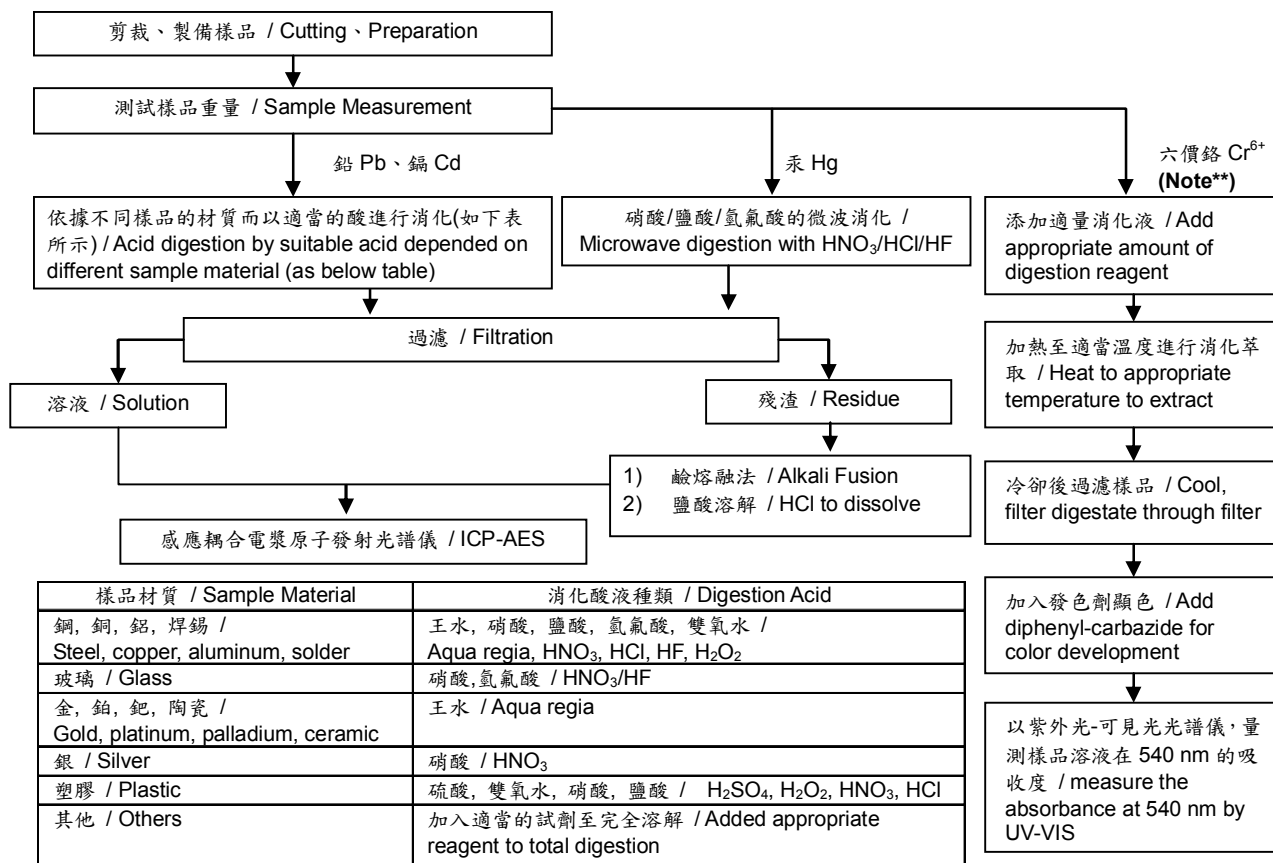 剪裁、製備樣品 / Cutting、Preparation
測試樣品重量 / Sample Measurement
鉛 Pb、鎘 Cd
汞 Hg
六價鉻 Cr⁶⁺
(Note**)
依據不同樣品的材質而以適當的酸進行消化(如下表
所示) / Acid digestion by suitable acid depended on
different sample material (as below table)
硝酸/鹽酸/氫氟酸的微波消化 /
Microwave digestion with HNO₃/HCl/HF
添加適量消化液 / Add
appropriate amount of
digestion reagent
過濾 / Filtration
加熱至適當溫度進行消化萃
取 / Heat to appropriate
temperature to extract
溶液 / Solution
殘渣 / Residue
1) 鹼熔融法 / Alkali Fusion
2) 鹽酸溶解 / HCl to dissolve
冷卻後過濾樣品 / Cool,
filter digestate through filter
感應耦合電漿原子發射光譜儀 / ICP-AES
加入發色劑顯色 / Add
diphenyl-carbazide for
color development
以紫外光-可見光光譜儀，量
測樣品溶液在 540 nm 的吸
收度 / measure the
absorbance at 540 nm by
UV-VIS
樣品材質 / Sample Material
消化酸液種類 / Digestion Acid
鋼, 銅, 鋁, 焊錫 /
Steel, copper, aluminum, solder
王水, 硝酸, 鹽酸, 氫氟酸, 雙氧水 /
Aqua regia, HNO₃, HCl, HF, H₂O₂
玻璃 / Glass
硝酸,氫氟酸 / HNO₃/HF
金, 鉑, 鈀, 陶瓷 /
Gold, platinum, palladium, ceramic
王水 / Aqua regia
銀 / Silver
硝酸 / HNO₃
塑膠 / Plastic
硫酸, 雙氧水, 硝酸, 鹽酸 / H₂SO₄, H₂O₂, HNO₃, HCl
其他 / Others
加入適當的試劑至完全溶解 / Added appropriate
reagent to total digestion